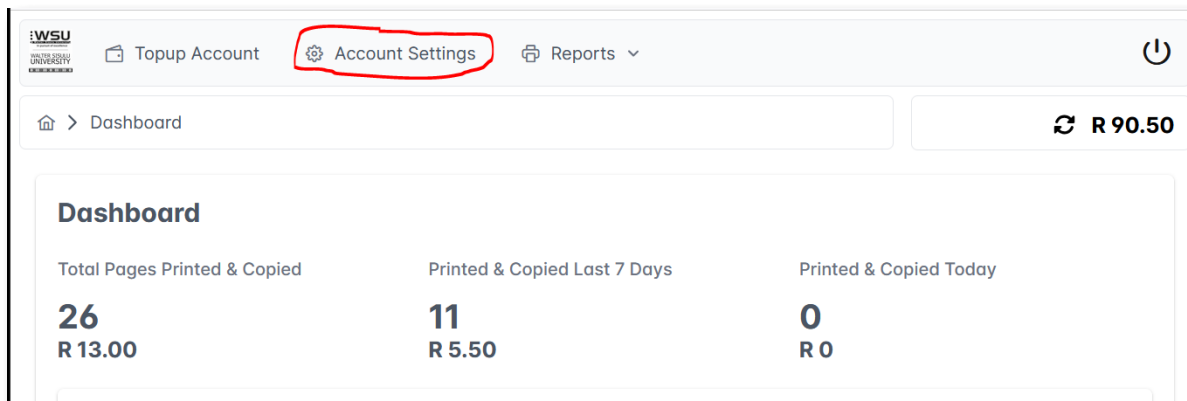 WSU
WALTER SISULU
UNIVERSITY
Topup Account
Account Settings
Reports
Dashboard
R 90.50
Dashboard
Total Pages Printed & Copied
Printed & Copied Last 7 Days
Printed & Copied Today
26
11
0
R 13.00
R 5.50
R 0